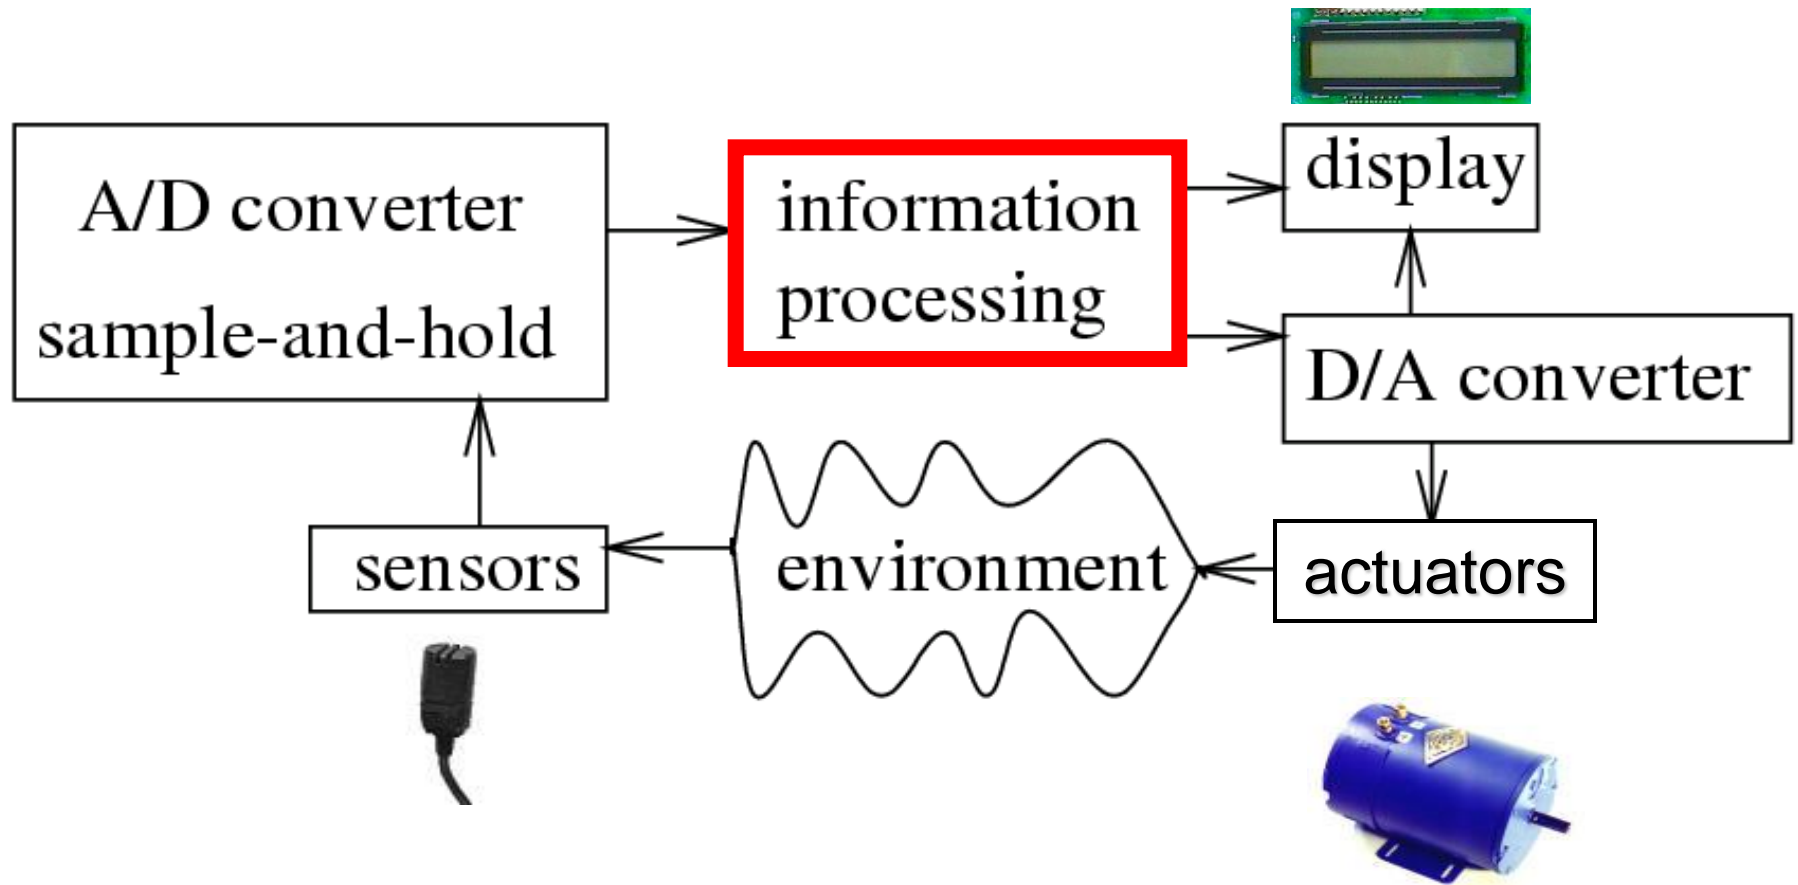 A/D converter
sample-and-hold
information
processing
display
D/A converter
sensors
environment
actuators